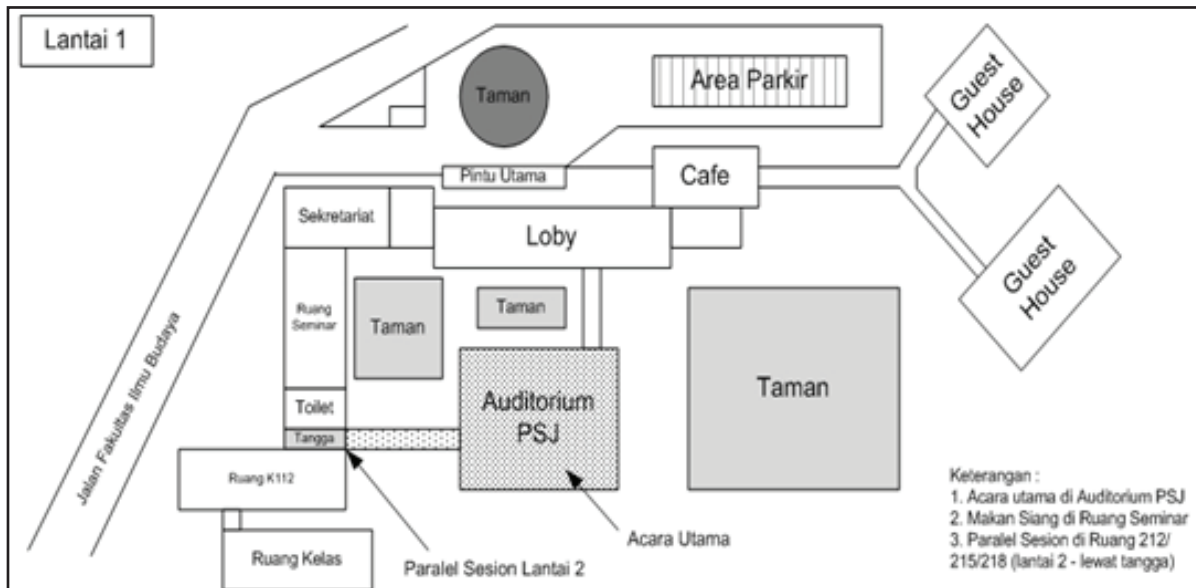 Lantai 1
Taman
Area Parkir
Guest
House
Pintu Utama
Cafe
Sekretariat
Loby
Guest
House
Ruang
Seminar
Taman
Taman
Taman
Jalan Fakultas Ilmu Budaya
Toilet
Auditorium
PSJ
Tangga
Ruang K112
Ruang Kelas
Paralel Sesion Lantai 2
Acara Utama
Keterangan :
1. Acara utama di Auditorium PSJ
2. Makan Siang di Ruang Seminar
3. Paralel Sesion di Ruang 212/
215/218 (lantai 2 - lewat tangga)